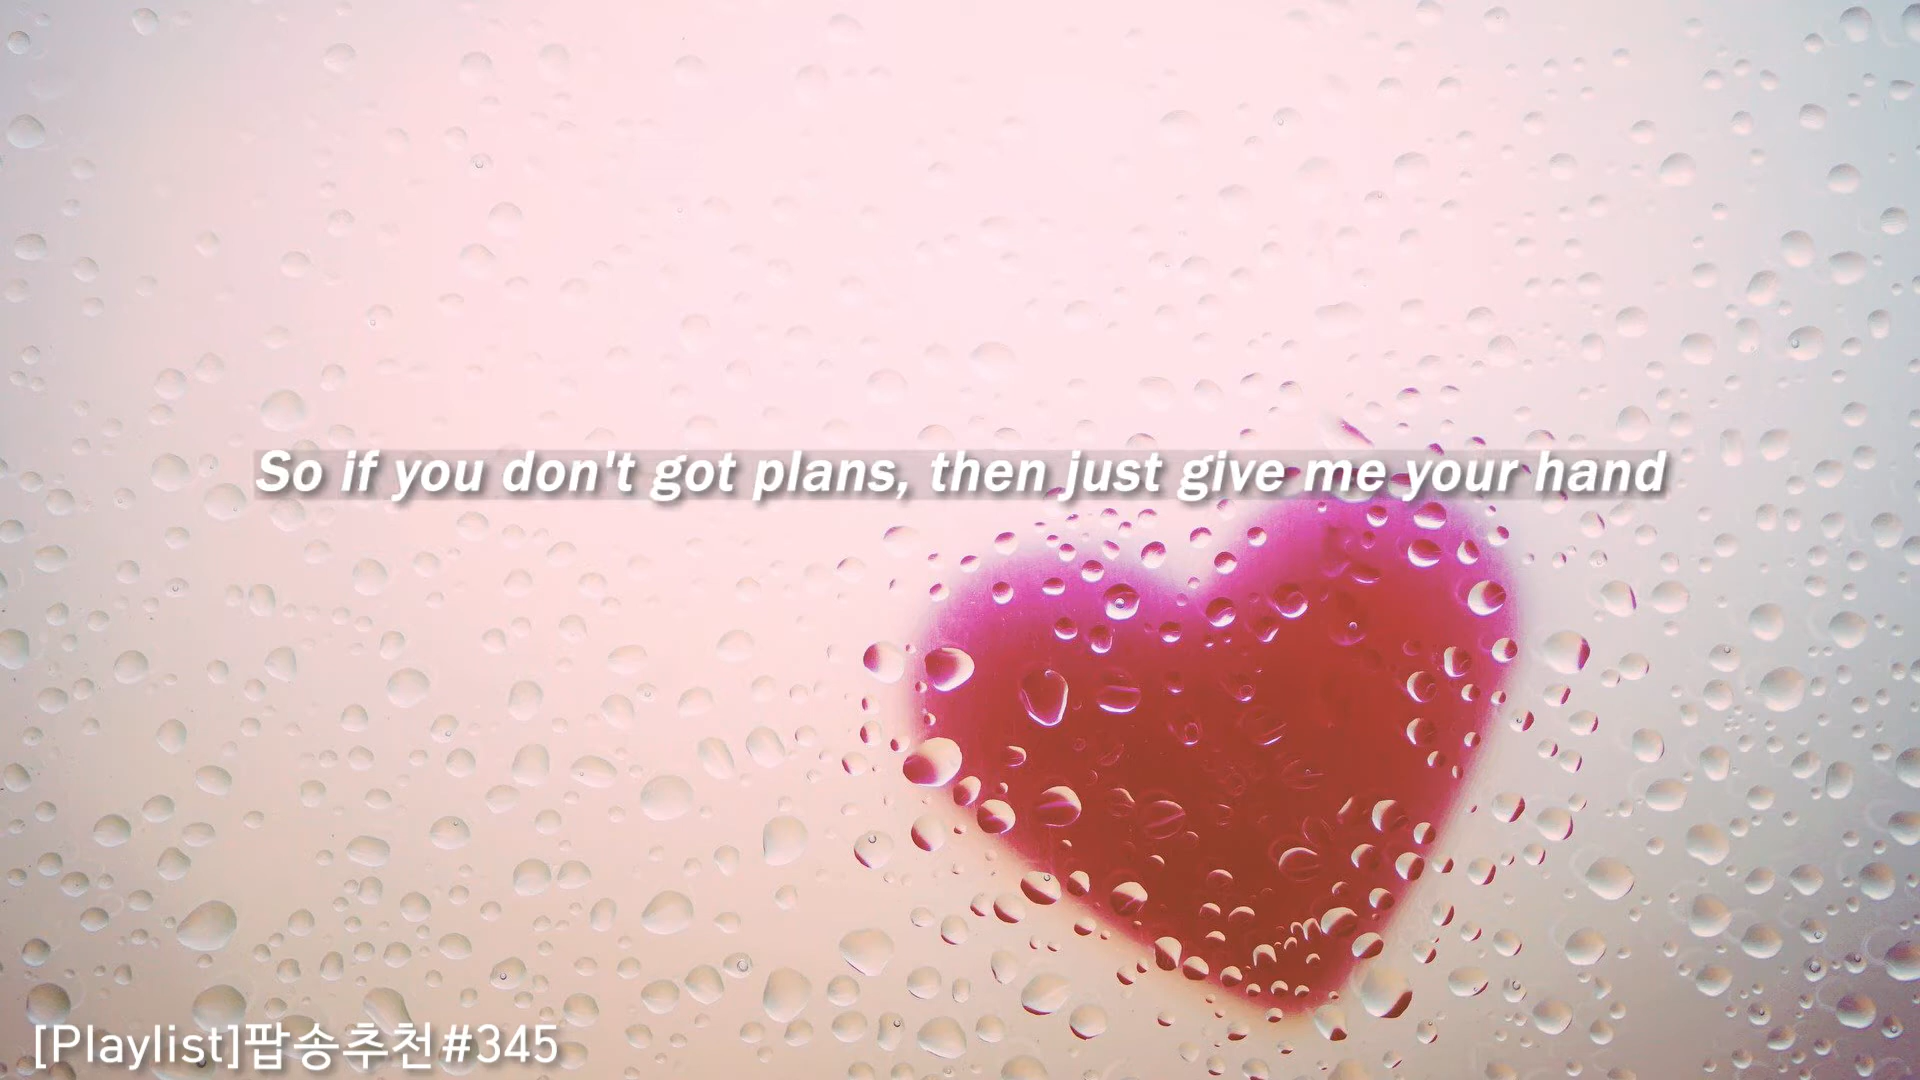 So if you don't got plans, then just give me your hand
[Playlist]팝송추천#345